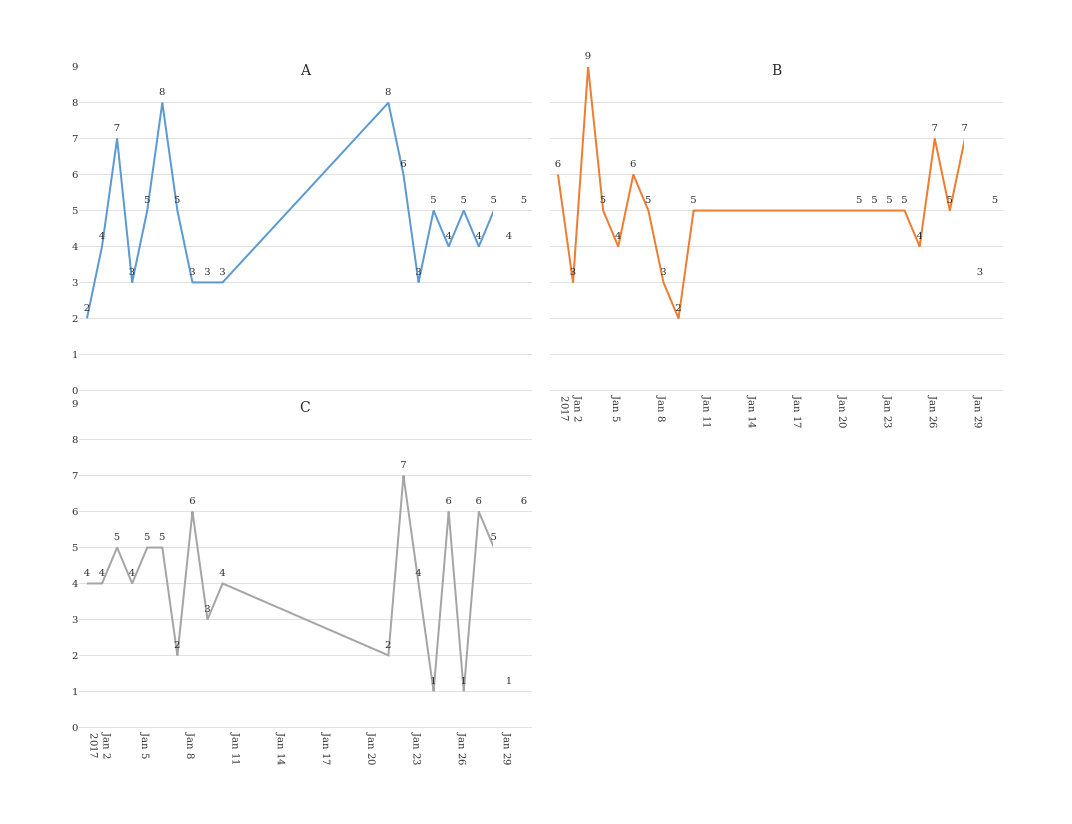 A
9
8 8
8
7
7
6
6
5 5 5 5 5 5
5
4 4 4 4
4
3 3 3 3 3
3
2
2
1
0
9
B
7 7
6 6
5 5 5 5 5 5 5 5 5
4 4
3 3 3
2
Jan 2
2017
Jan 5
Jan 8
Jan 11
Jan 14
Jan 17
Jan 20
Jan 23
Jan 26
Jan 29
C
9
8
7
7
6 6 6 6
6
5 5 5 5
5
4 4 4 4 4
4
3
3
2 2
2
1 1 1
1
0
Jan 2
2017
Jan 5
Jan 8
Jan 11
Jan 14
Jan 17
Jan 20
Jan 23
Jan 26
Jan 29